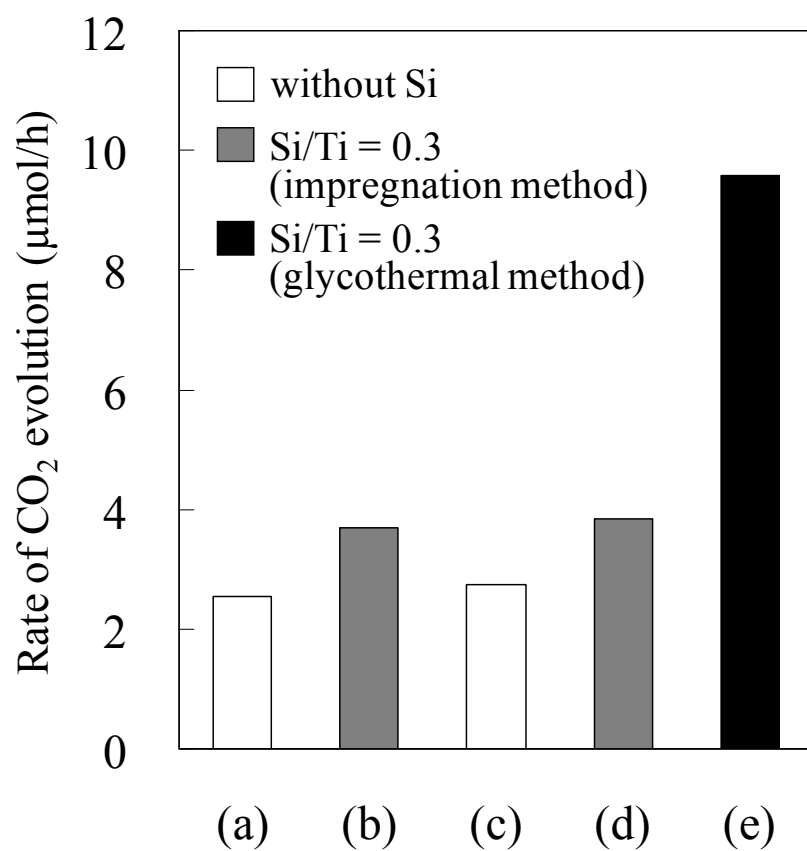 12
10
8
6
4
2
0
Rate of CO₂ evolution (μmol/h)
without Si
Si/Ti = 0.3
(impregnation method)
Si/Ti = 0.3
(glycothermal method)
(a) (b) (c) (d) (e)